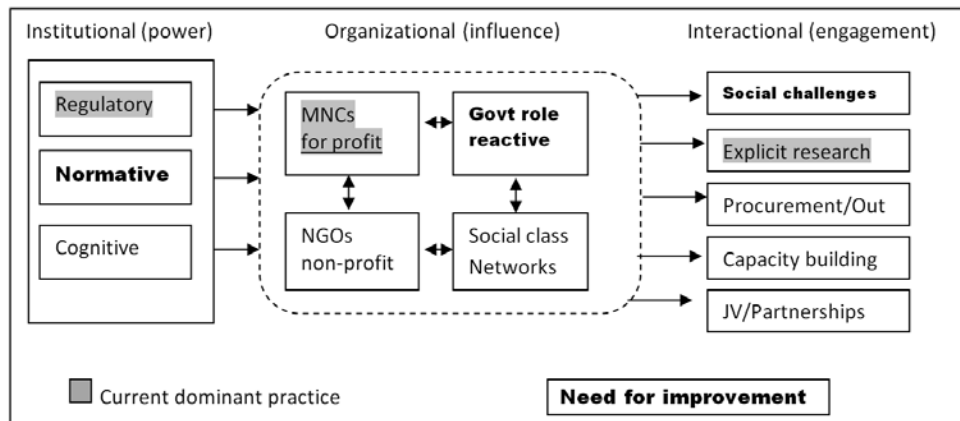 Institutional (power)
Organizational (influence)
Interactional (engagement)
Regulatory
Normative
Cognitive
MNCs
for profit
Govt role
reactive
NGOs
non-profit
Social class
Networks
Social challenges
Explicit research
Procurement/Out
Capacity building
JV/Partnerships
Current dominant practice
Need for improvement